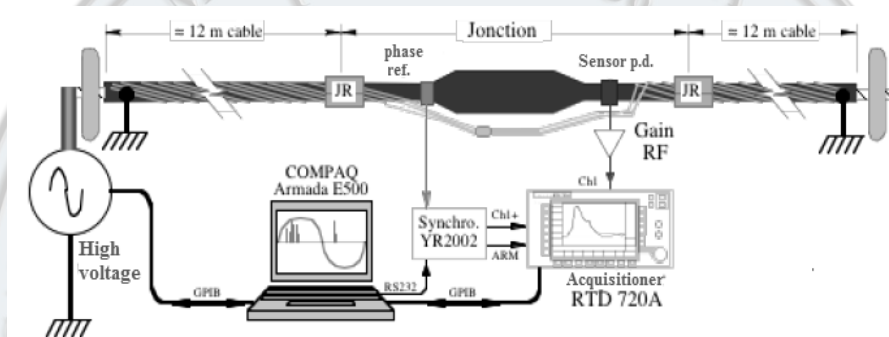 ≈ 12 m cable
Jonction
≈ 12 m cable
phase
ref.
Sensor p.d.
JR
JR
Gain
RF
Ch1
COMPAQ
Armada E500
Synchro.
YR2002
Ch1+
ARM
High
voltage
GPIB
RS232
GPIB
Acquisitioner
RTD 720A